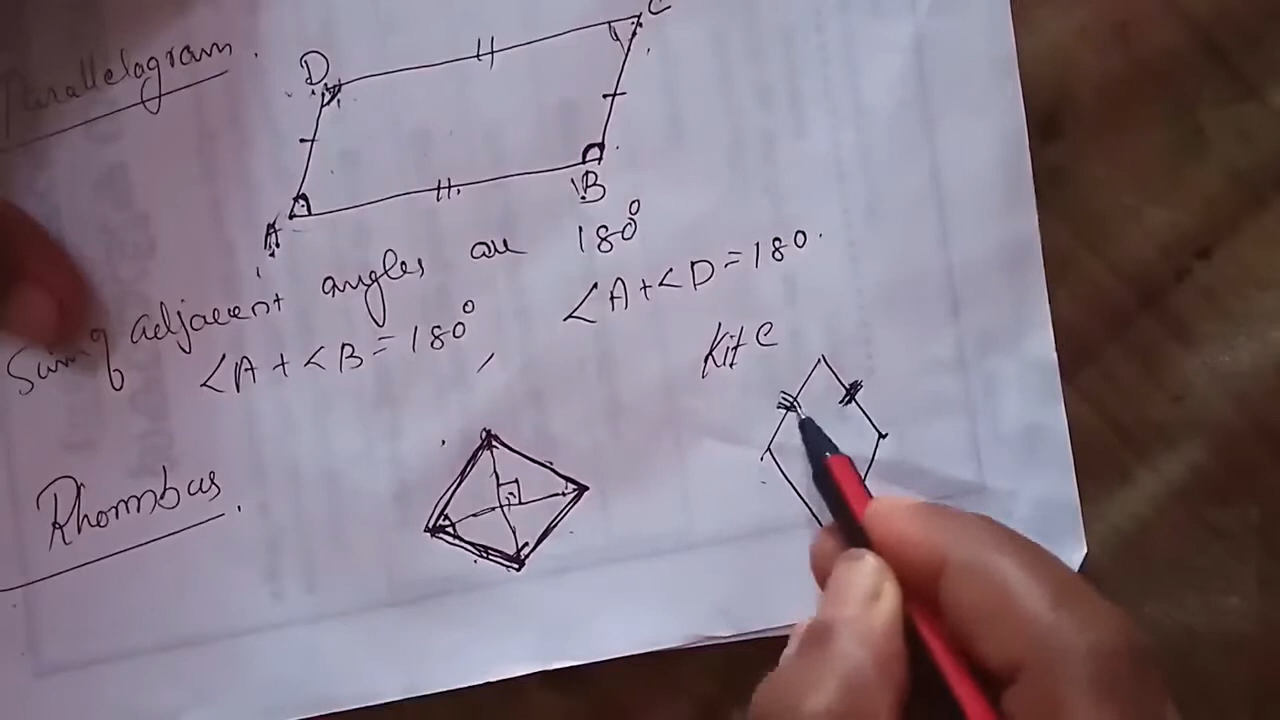 Parallelogram.
D
C
A
B
Sum of adjacent angles are 180°
∠A + ∠B = 180°
∠A + ∠D = 180.
Kite
Rhombus.